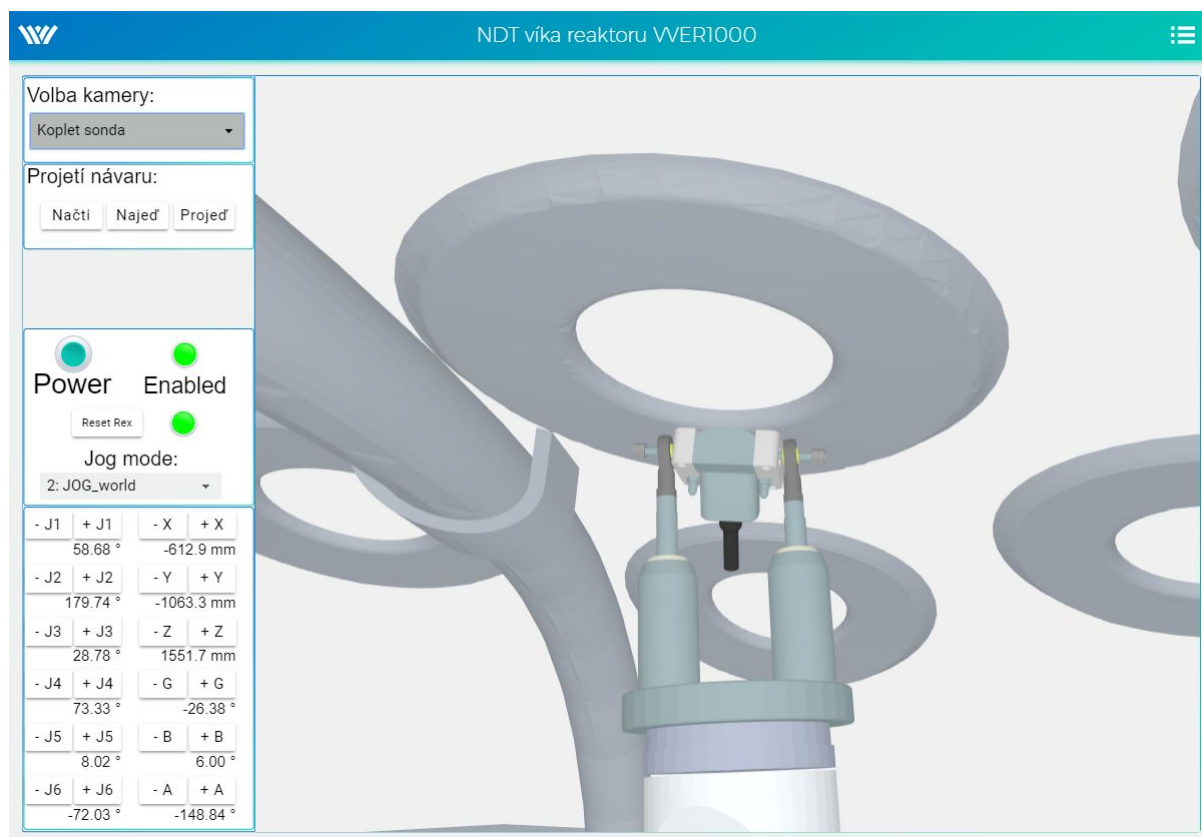 NDT víka reaktoru VVER1000
Volba kamery:
Koplet sonda
Projetí návaru:
Načti Najeď Projeď
Power Enabled
Reset Rex
Jog mode:
2: JOG_world
- J1 + J1 - X + X
58.68 ° -612.9 mm
- J2 + J2 - Y + Y
179.74 ° -1063.3 mm
- J3 + J3 - Z + Z
28.78 ° 1551.7 mm
- J4 + J4 - G + G
73.33 ° -26.38 °
- J5 + J5 - B + B
8.02 ° 6.00 °
- J6 + J6 - A + A
-72.03 ° -148.84 °